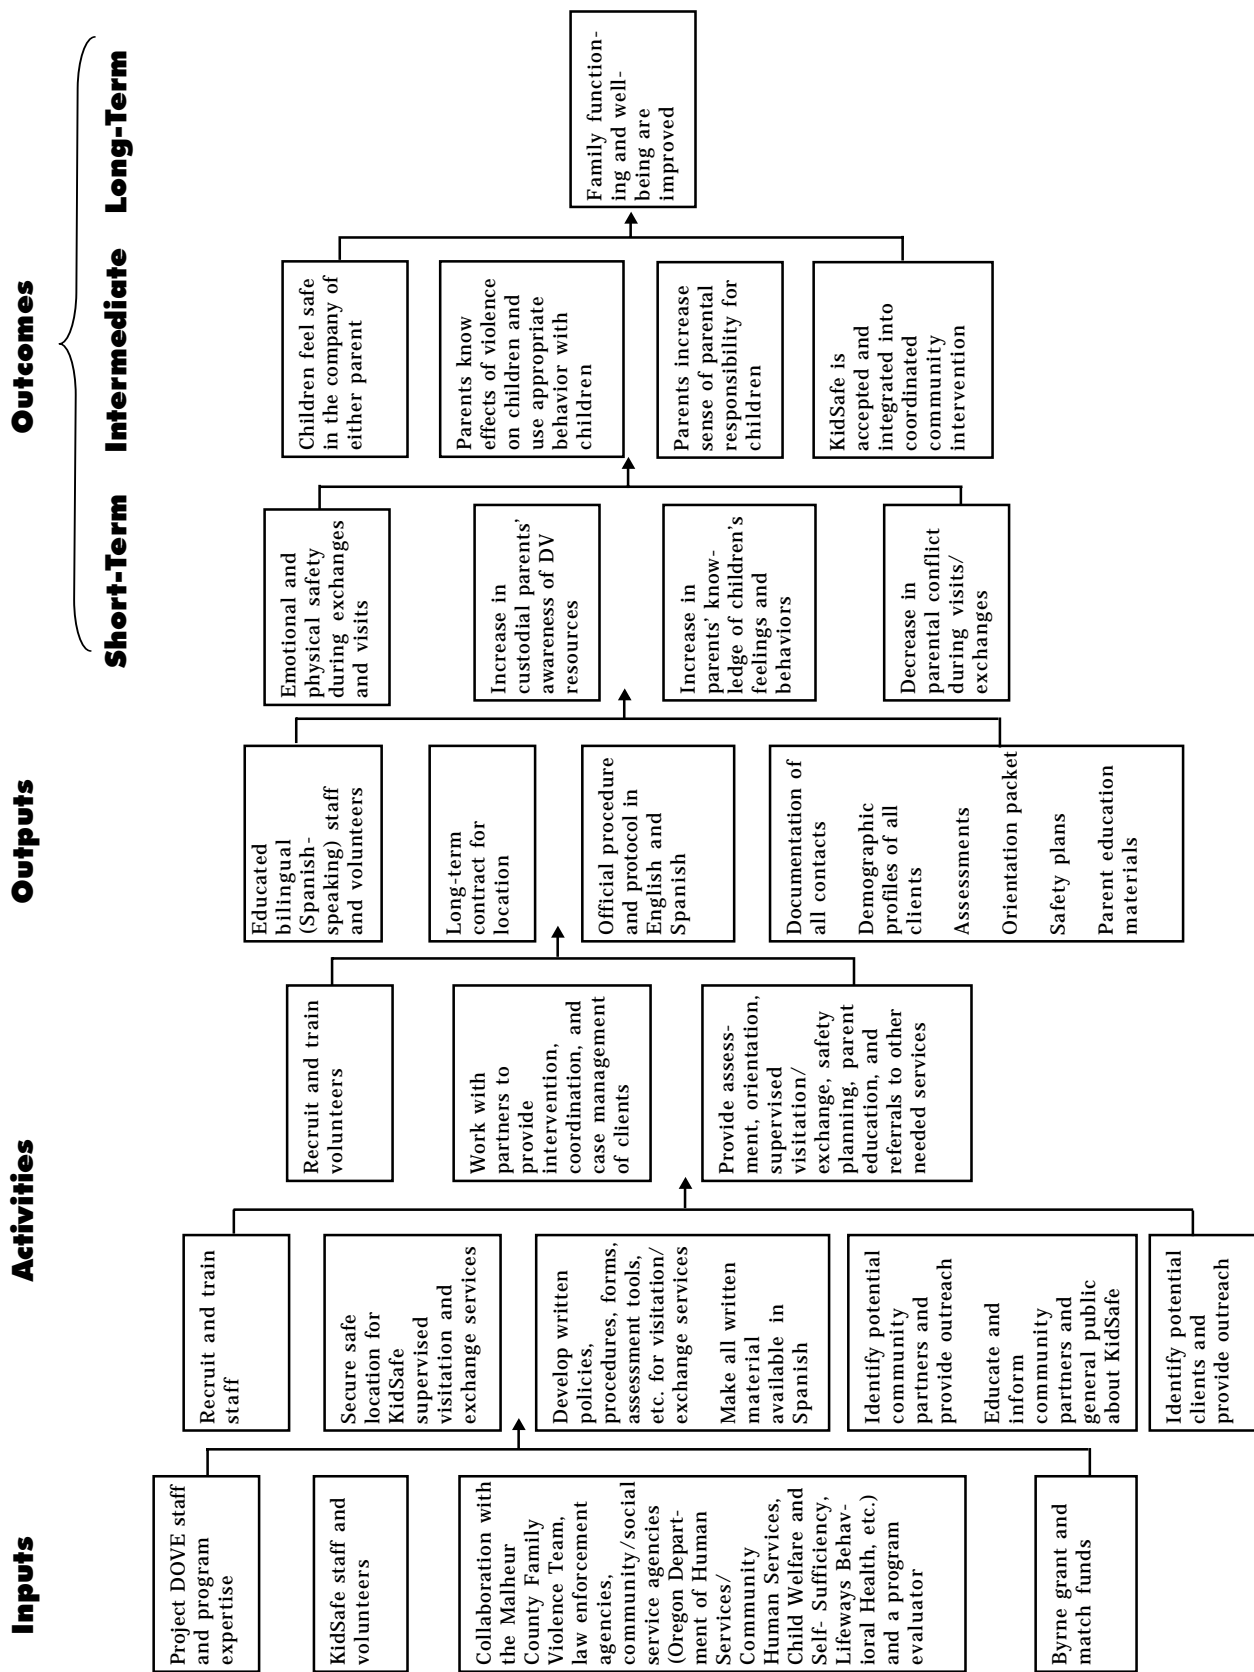 Inputs
Activities
Outputs
Outcomes
Short-Term
Intermediate
Long-Term
Project DOVE staff
and program
expertise
KidSafe staff and
volunteers
Collaboration with
the Malheur
County Family
Violence Team,
law enforcement
agencies,
community/social
service agencies
(Oregon Depart-
ment of Human
Services/
Community
Human Services,
Child Welfare and
Self- Sufficiency,
Lifeways Behav-
ioral Health, etc.)
and a program
evaluator
Byrne grant and
match funds
Recruit and train
staff
Secure safe
location for
KidSafe
supervised
visitation and
exchange services
Develop written
policies,
procedures, forms,
assessment tools,
etc. for visitation/
exchange services
Make all written
material
available in
Spanish
Identify potential
community
partners and
provide outreach
Educate and
inform
community
partners and
general public
about KidSafe
Identify potential
clients and
provide outreach
Recruit and train
volunteers
Work with
partners to
provide
intervention,
coordination, and
case management
of clients
Provide assess-
ment, orientation,
supervised
visitation/
exchange, safety
planning, parent
education, and
referrals to other
needed services
Educated
bilingual
(Spanish-
speaking) staff
and volunteers
Long-term
contract for
location
Official procedure
and protocol in
English and
Spanish
Documentation of
all contacts
Demographic
profiles of all
clients
Assessments
Orientation packet
Safety plans
Parent education
materials
Emotional and
physical safety
during exchanges
and visits
Increase in
custodial parents’
awareness of DV
resources
Increase in
parents’ know-
ledge of children’s
feelings and
behaviors
Decrease in
parental conflict
during visits/
exchanges
Children feel safe
in the company of
either parent
Parents know
effects of violence
on children and
use appropriate
behavior with
children
Parents increase
sense of parental
responsibility for
children
KidSafe is
accepted and
integrated into
coordinated
community
intervention
Family function-
ing and well-
being are
improved